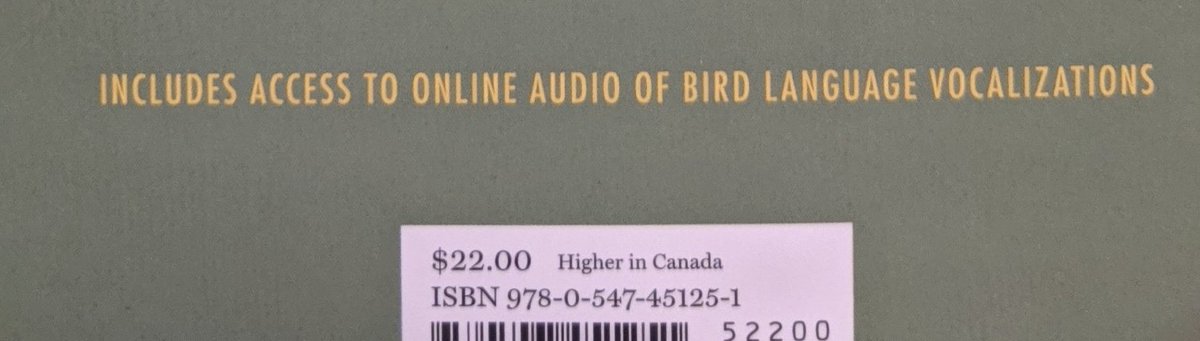 INCLUDES ACCESS TO ONLINE AUDIO OF BIRD LANGUAGE VOCALIZATIONS
$22.00 Higher in Canada
ISBN 978-0-547-45125-1
52200